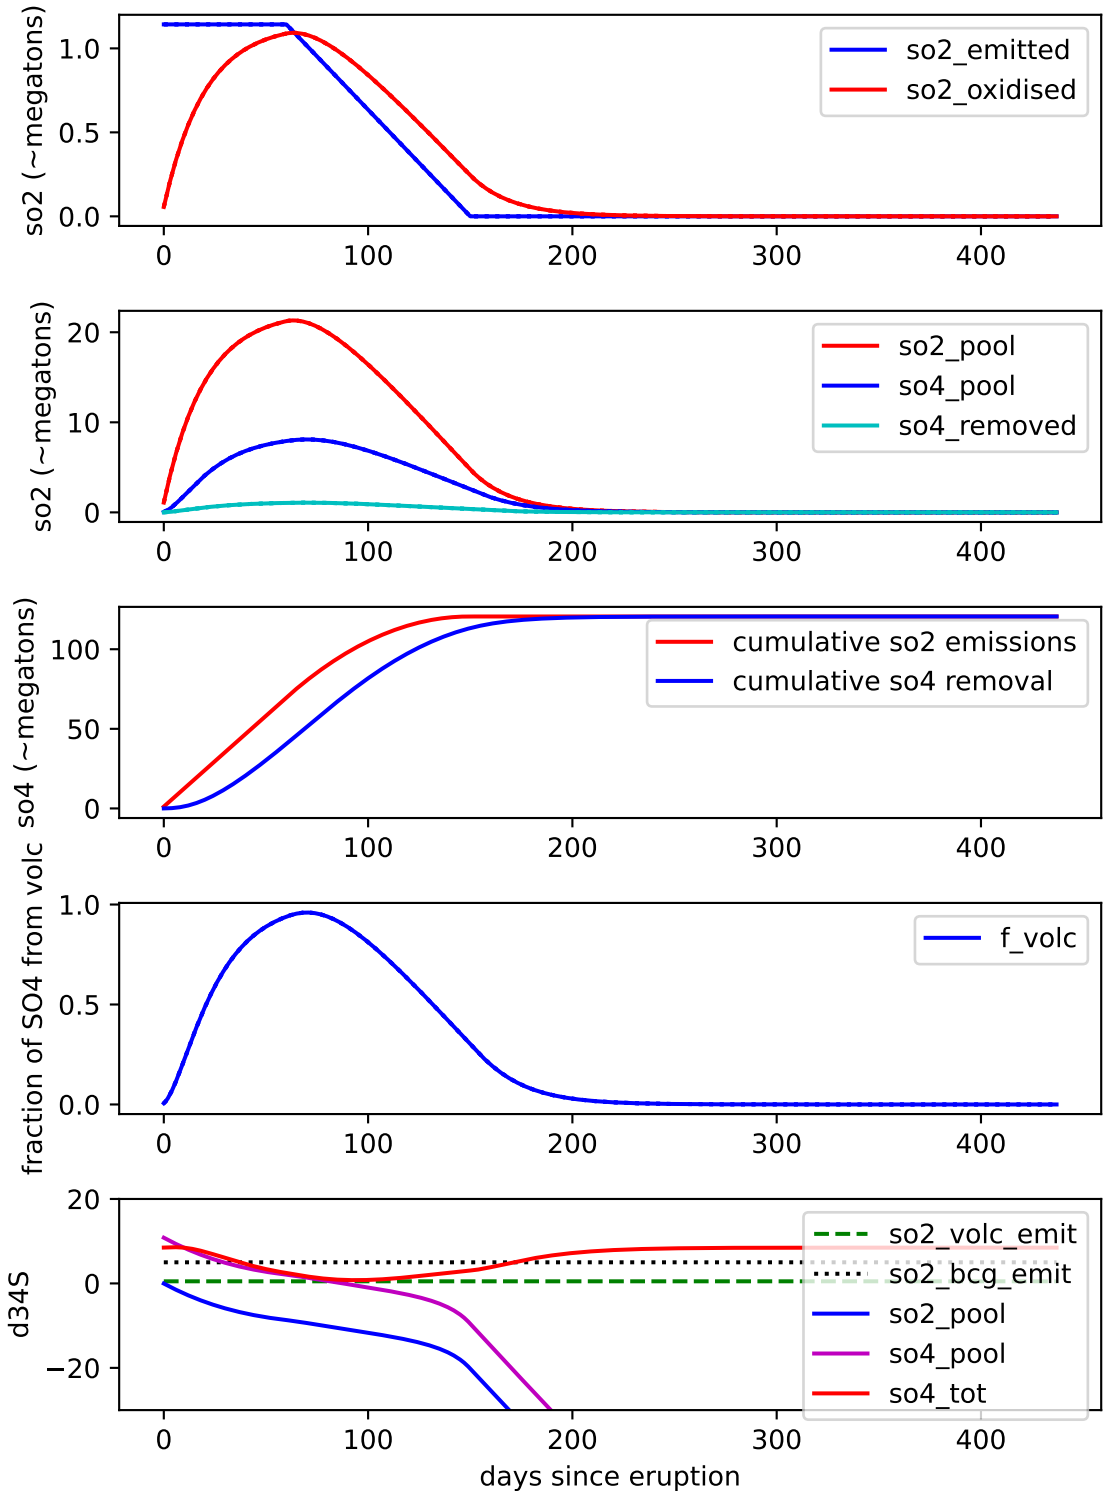 so2 (~megatons)
1.0
0.5
0.0
so2_emitted
so2_oxidised
0 100 200 300 400
so2 (~megatons)
20
10
0
so2_pool
so4_pool
so4_removed
0 100 200 300 400
so4 (~megatons)
100
50
0
cumulative so2 emissions
cumulative so4 removal
0 100 200 300 400
fraction of SO4 from volc
1.0
0.5
0.0
f_volc
0 100 200 300 400
d34S
20
0
−20
so2_volc_emit
so2_bcg_emit
so2_pool
so4_pool
so4_tot
0 100 200 300 400
days since eruption